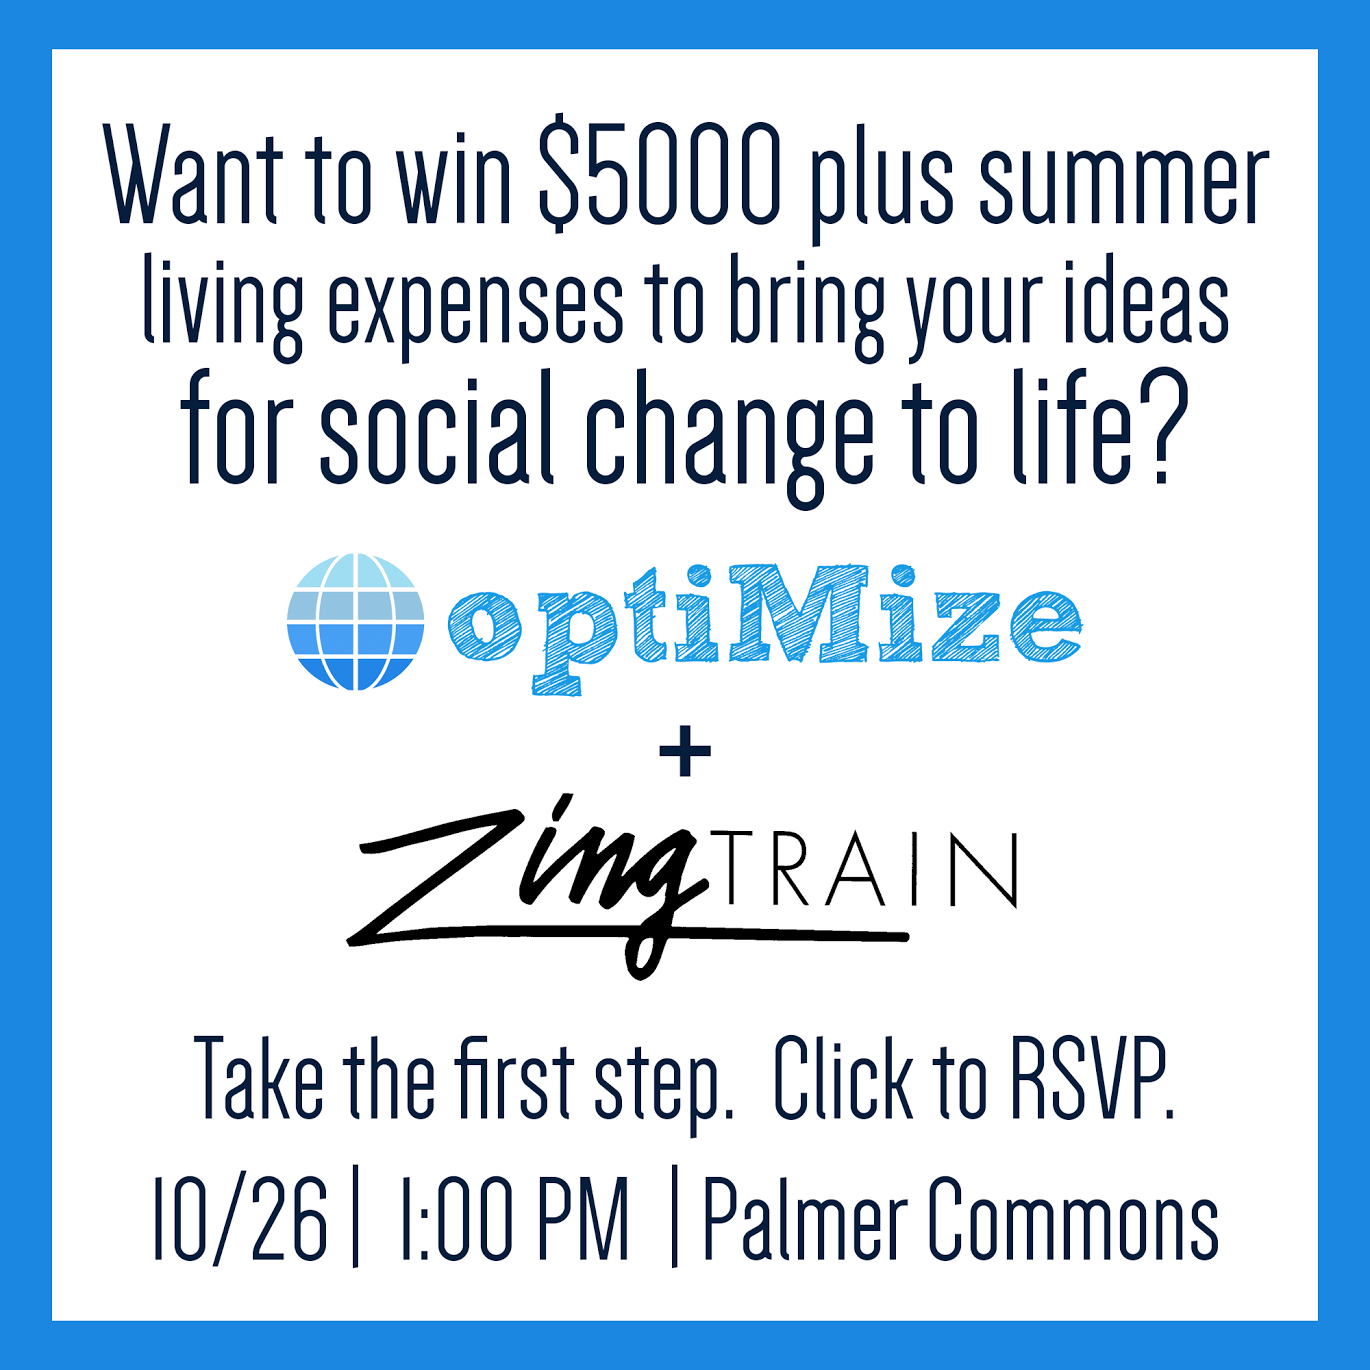 Want to win $5000 plus summer
living expenses to bring your ideas
for social change to life?
optiMize
+
ZingTRAIN
Take the first step. Click to RSVP.
10/26| 1:00 PM |Palmer Commons